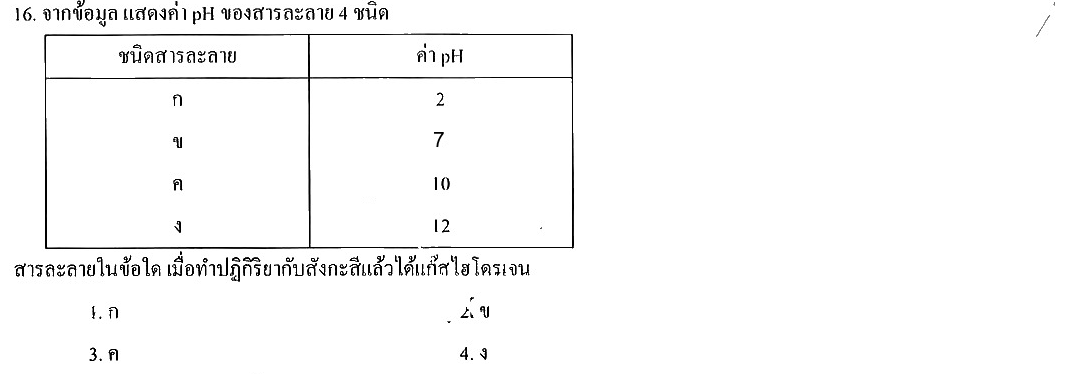 16. จากข้อมูล แสดงค่า pH ของสารละลาย 4 ชนิด
ชนิดสารละลาย ค่า pH
ก 2
ข 7
ค 10
ง 12
สารละลายในข้อใด เมื่อทำปฏิกิริยากับสังกะสีแล้วได้แก๊สไฮโดรเจน
1. ก ข
3. ค 4. ง